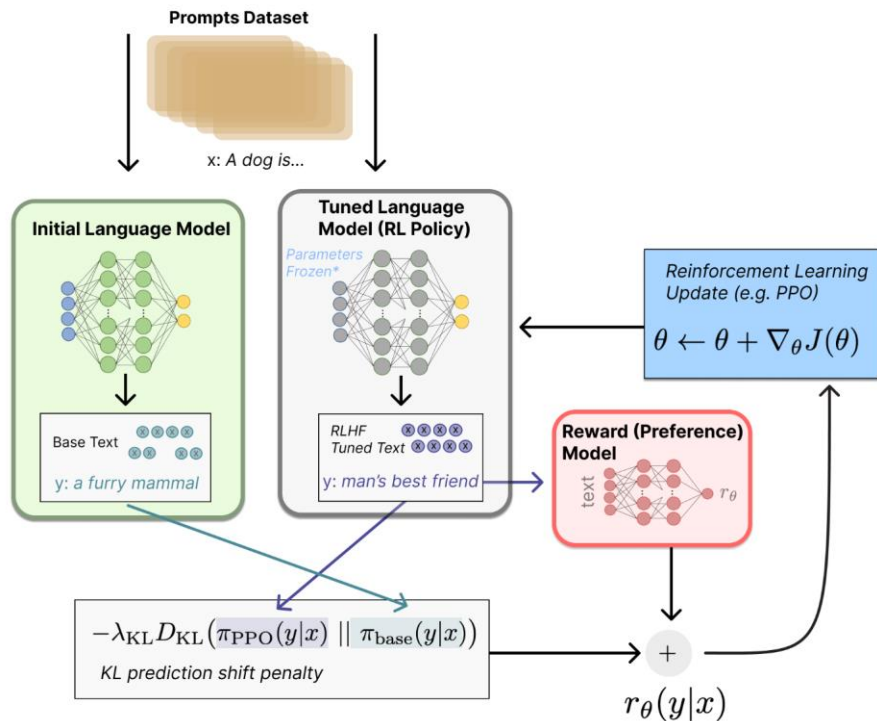 Prompts Dataset
x: A dog is...
Initial Language Model
Tuned Language
Model (RL Policy)
Parameters
Frozen*
Reinforcement Learning
Update (e.g. PPO)
θ ← θ + ∇θJ(θ)
Base Text
x x x x
x x x x
y: a furry mammal
RLHF
Tuned Text
x x x x
x x x x
y: man's best friend
Reward (Preference)
Model
text
rθ
−λKL DKL(πPPO(y|x) || πbase(y|x))
KL prediction shift penalty
+
rθ(y|x)